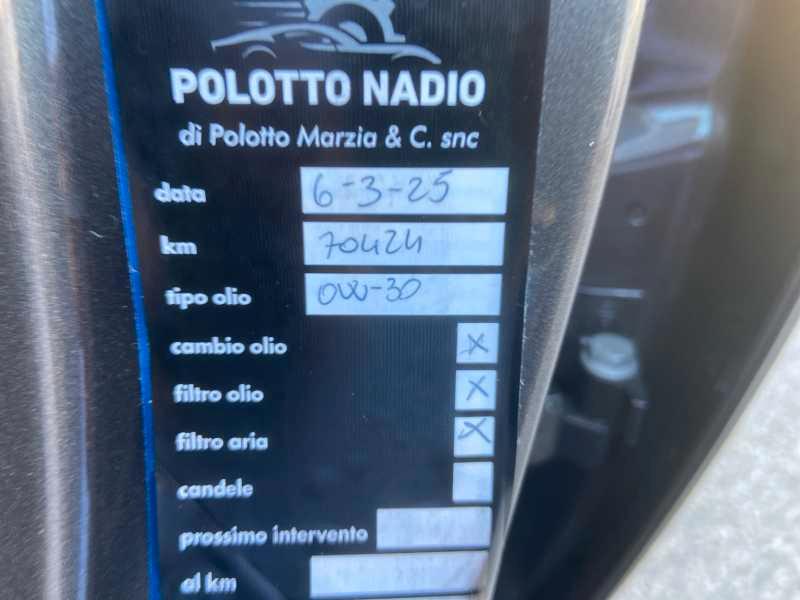 POLOTTO NADIO
di Polotto Marzia & C. snc
data 6-3-25
km 70424
tipo olio 0W-30
cambio olio X
filtro olio X
filtro aria X
candele
prossimo intervento
al km